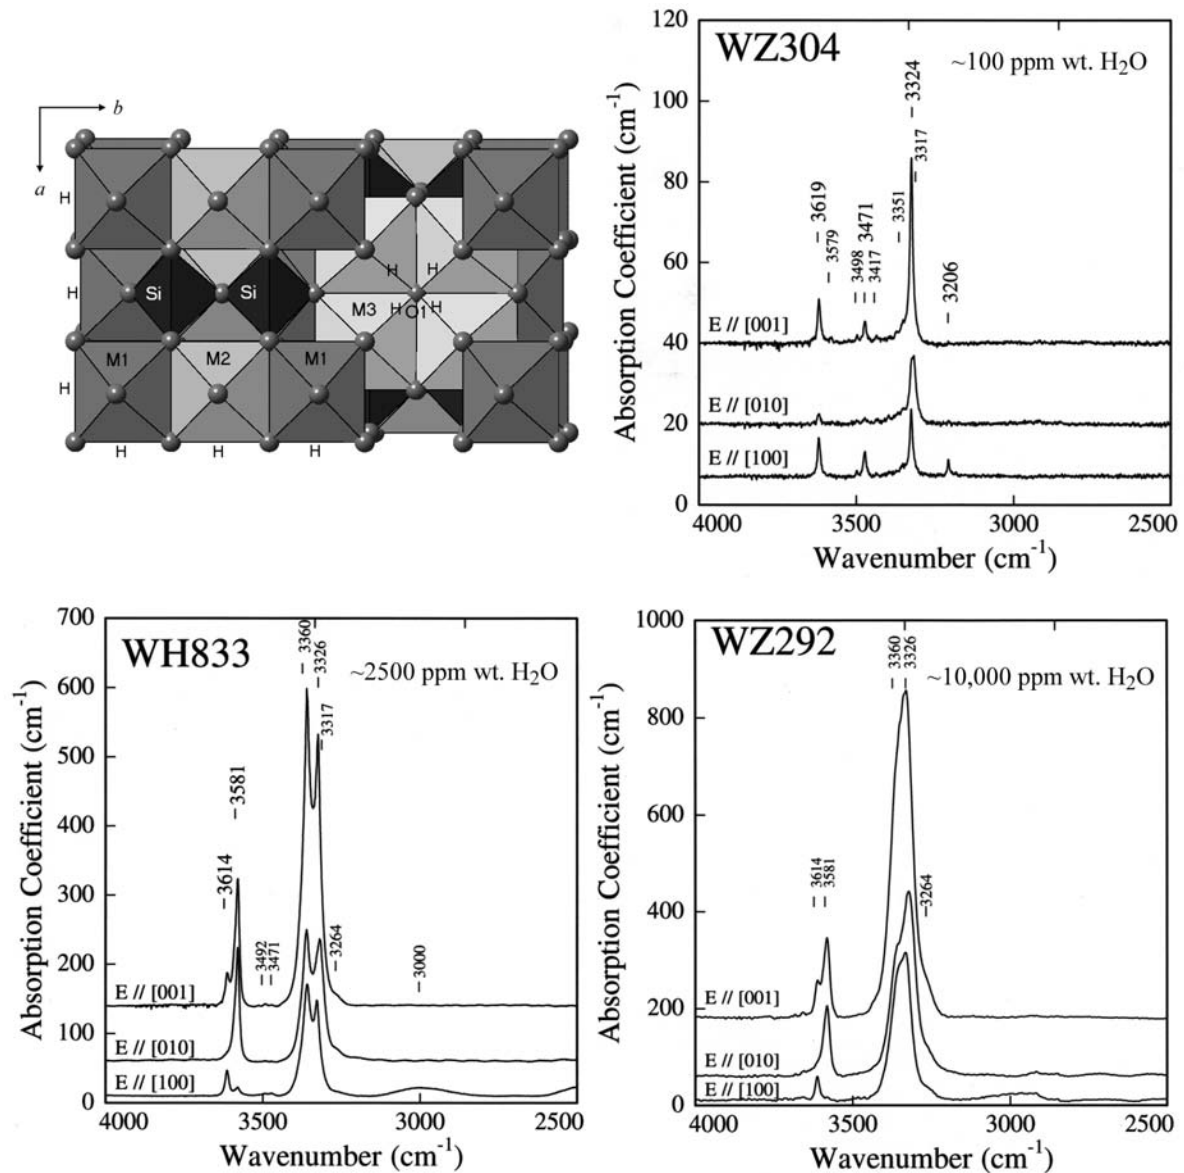 b
a
H
H
H
H
H
Si
Si
M1
M2
M1
H
H
H
H
M3
O1
WZ304
~100 ppm wt. H₂O
Absorption Coefficient (cm⁻¹)
120
100
80
60
40
20
0
3619
3579
3498
3471
3417
3351
3324
3317
3206
E // [001]
E // [010]
E // [100]
4000
3500
3000
2500
Wavenumber (cm⁻¹)
WH833
~2500 ppm wt. H₂O
Absorption Coefficient (cm⁻¹)
700
600
500
400
300
200
100
0
3614
3581
3492
3471
3360
3326
3317
3264
3000
E // [001]
E // [010]
E // [100]
4000
3500
3000
2500
Wavenumber (cm⁻¹)
WZ292
~10,000 ppm wt. H₂O
Absorption Coefficient (cm⁻¹)
1000
800
600
400
200
0
3614
3581
3360
3326
3264
E // [001]
E // [010]
E // [100]
4000
3500
3000
2500
Wavenumber (cm⁻¹)